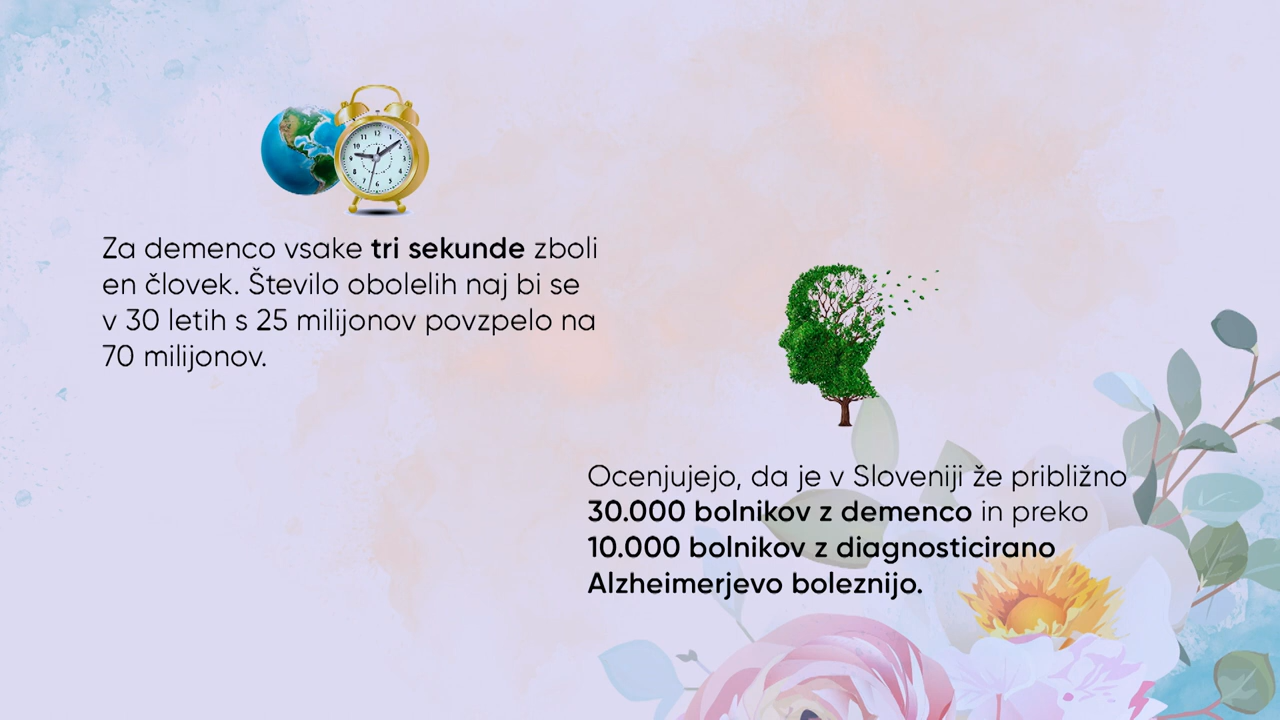 Za demenco vsake tri sekunde zboli
en človek. Število obolelih naj bi se
v 30 letih s 25 milijonov povzpelo na
70 milijonov.
Ocenjujejo, da je v Sloveniji že približno
30.000 bolnikov z demenco in preko
10.000 bolnikov z diagnosticirano
Alzheimerjevo boleznijo.